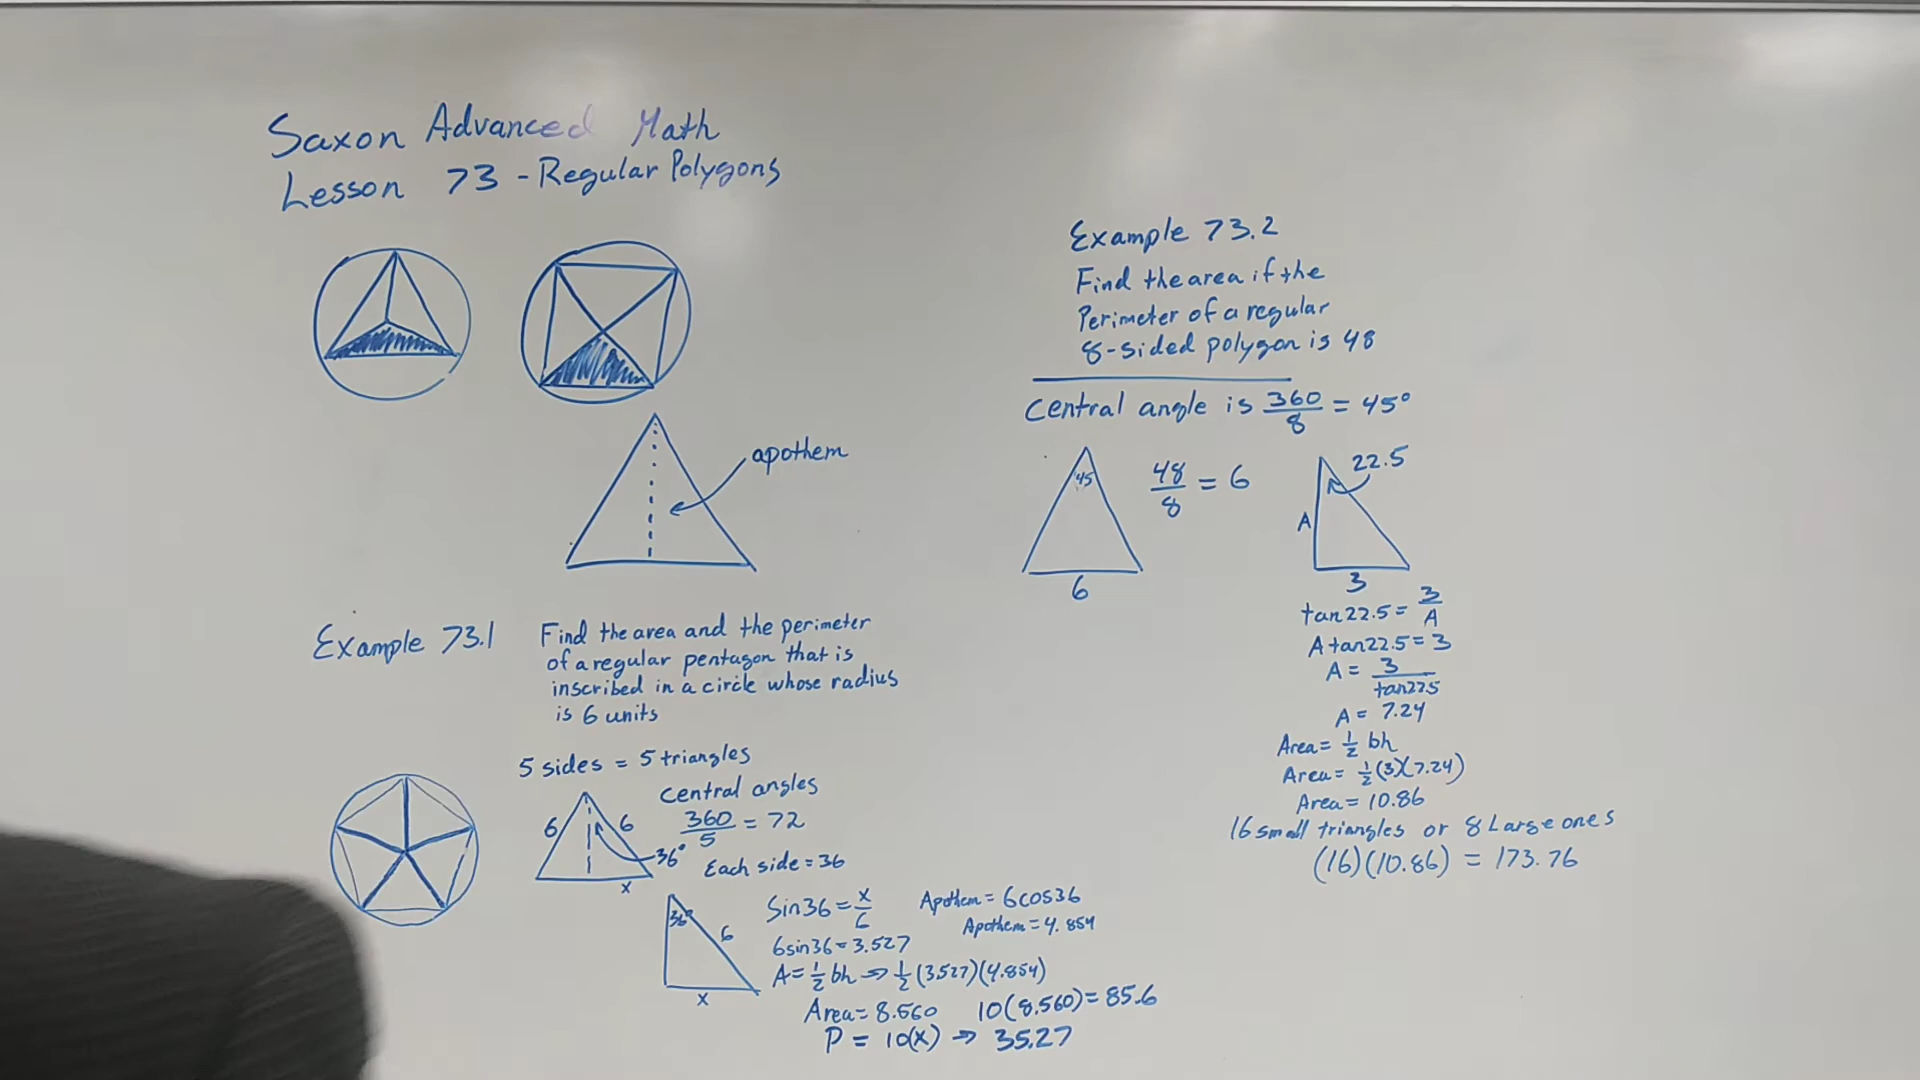 Saxon Advanced Math
Lesson 73 - Regular Polygons
apothem
Example 73.1
Find the area and the perimeter
of a regular pentagon that is
inscribed in a circle whose radius
is 6 units
5 sides = 5 triangles
Central angles
360/5 = 72
6 6
36°
x
Each side = 36
36°
6
x
Sin36 = x/6
6sin36 = 3.527
Apothem = 6cos36
Apothem = 4.854
A = 1/2 bh → 1/2 (3.527)(4.854)
Area = 8.560 10(8.560) = 85.6
P = 10(x) → 35.27
Example 73.2
Find the area if the
Perimeter of a regular
8-sided polygon is 48
Central angle is 360/8 = 45°
45
6
48/8 = 6
22.5
A
3
tan22.5 = 3/A
A tan22.5 = 3
A = 3/tan22.5
A = 7.24
Area = 1/2 bh
Area = 1/2 (3)(7.24)
Area = 10.86
16 small triangles or 8 Large ones
(16)(10.86) = 173.76